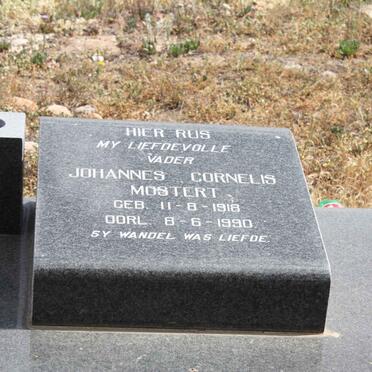 HIER RUS
MY LIEFDEVOLLE
VADER
JOHANNES CORNELIS
MOSTERT
GEB. 11-8-1918
OORL. 8-6-1990
SY WANDEL WAS LIEFDE.